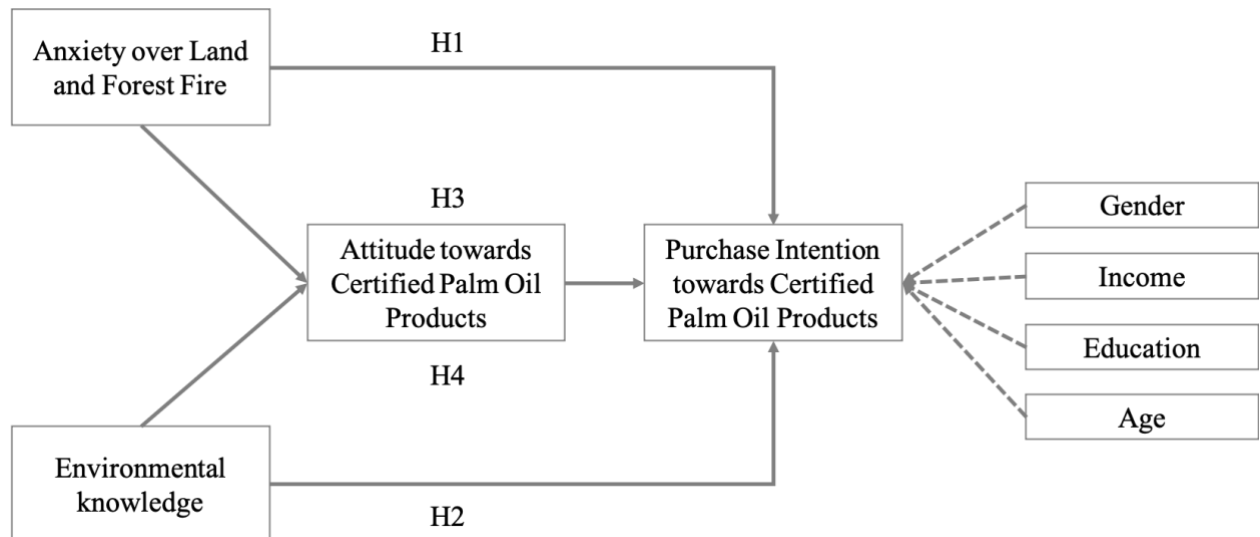 Anxiety over Land
and Forest Fire
H1
H3
Attitude towards
Certified Palm Oil
Products
H4
Purchase Intention
towards Certified
Palm Oil Products
Gender
Income
Education
Age
Environmental
knowledge
H2